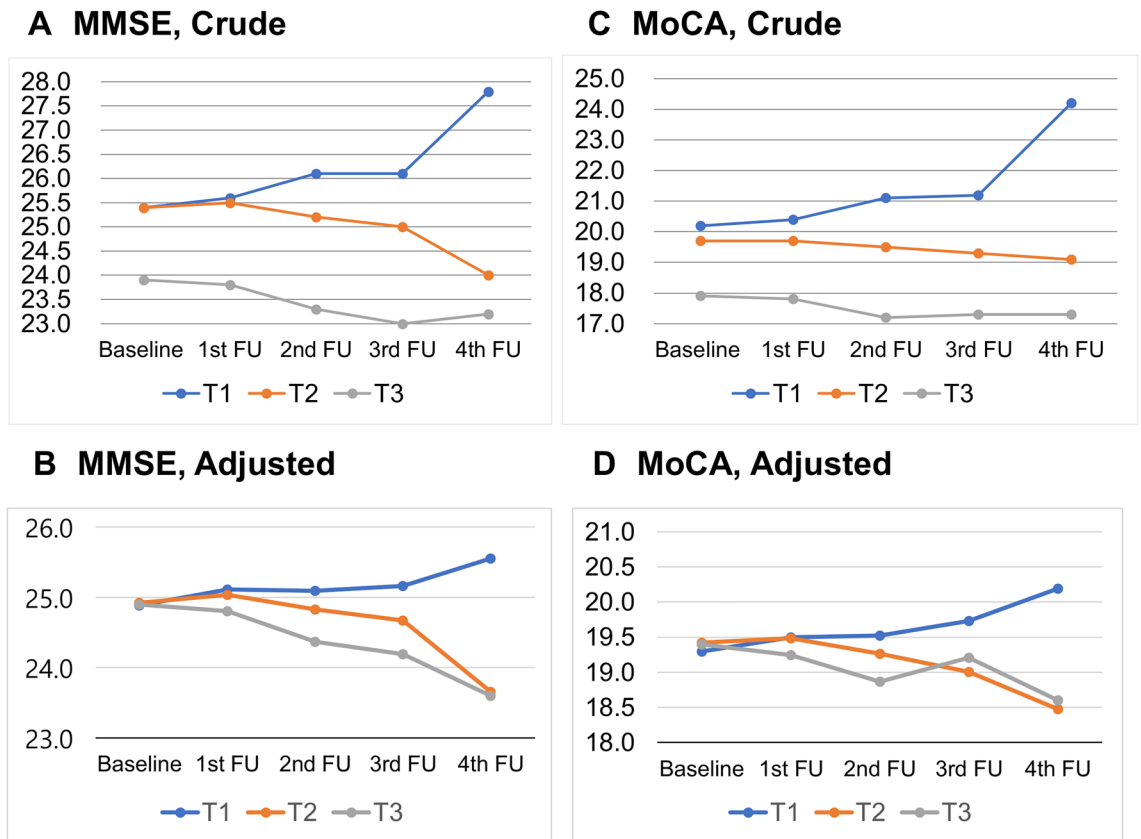 A MMSE, Crude
28.0
27.5
27.0
26.5
26.0
25.5
25.0
24.5
24.0
23.5
23.0
Baseline 1st FU 2nd FU 3rd FU 4th FU
T1 T2 T3
C MoCA, Crude
25.0
24.0
23.0
22.0
21.0
20.0
19.0
18.0
17.0
Baseline 1st FU 2nd FU 3rd FU 4th FU
T1 T2 T3
B MMSE, Adjusted
26.0
25.0
24.0
23.0
Baseline 1st FU 2nd FU 3rd FU 4th FU
T1 T2 T3
D MoCA, Adjusted
21.0
20.5
20.0
19.5
19.0
18.5
18.0
Baseline 1st FU 2nd FU 3rd FU 4th FU
T1 T2 T3